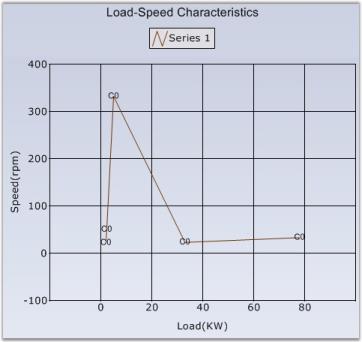 Load-Speed Characteristics
Series 1
400
300
200
100
0
-100
Speed(rpm)
C0
C0
C0
C0
C0
0 20 40 60 80
Load(KW)